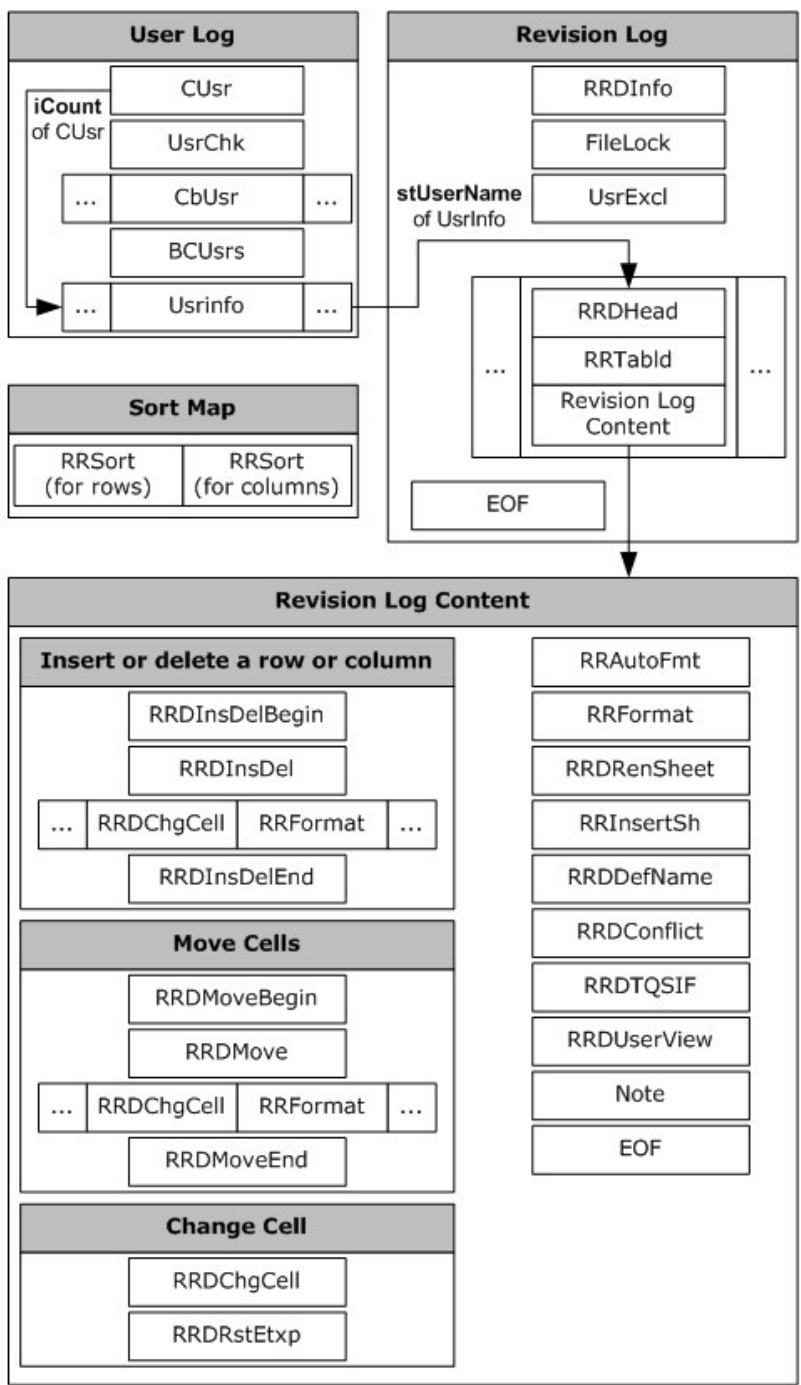 User Log
CUsr
iCount
of CUsr
UsrChk
... CbUsr ...
BCUsrs
... Usrinfo ...
Revision Log
RRDInfo
FileLock
UsrExcl
stUserName
of UsrInfo
RRDHead
RRTabId
... ...
Revision Log
Content
EOF
Sort Map
RRSort
(for rows)
RRSort
(for columns)
Revision Log Content
Insert or delete a row or column
RRDInsDelBegin
RRDInsDel
... RRDChgCell RRFormat ...
RRDInsDelEnd
Move Cells
RRDMoveBegin
RRDMove
... RRDChgCell RRFormat ...
RRDMoveEnd
Change Cell
RRDChgCell
RRDRstEtxp
RRAutoFmt
RRFormat
RRDRenSheet
RRInsertSh
RRDDefName
RRDConflict
RRDTQSIF
RRDUserView
Note
EOF